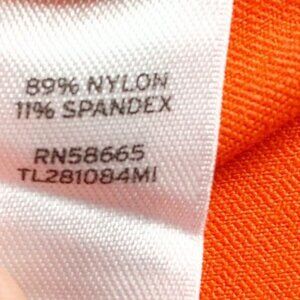 89% NYLON
11% SPANDEX
RN58665
TL281084MI